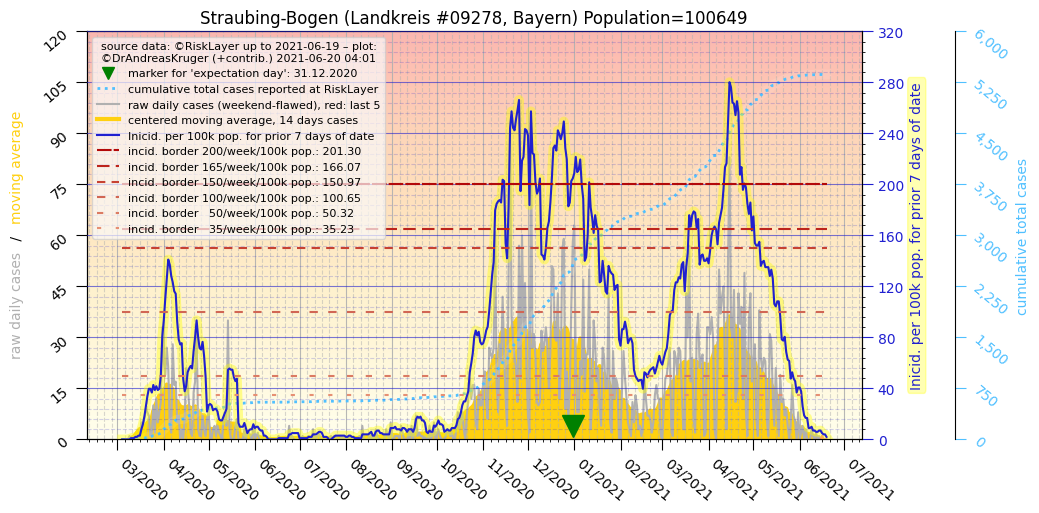 Straubing-Bogen (Landkreis #09278, Bayern) Population=100649
source data: ©RiskLayer up to 2021-06-19 – plot:
©DrAndreasKruger (+contrib.) 2021-06-20 04:01
marker for 'expectation day': 31.12.2020
cumulative total cases reported at RiskLayer
raw daily cases (weekend-flawed), red: last 5
centered moving average, 14 days cases
Inicid. per 100k pop. for prior 7 days of date
incid. border 200/week/100k pop.: 201.30
incid. border 165/week/100k pop.: 166.07
incid. border 150/week/100k pop.: 150.97
incid. border 100/week/100k pop.: 100.65
incid. border   50/week/100k pop.: 50.32
incid. border   35/week/100k pop.: 35.23
raw daily cases  /  moving average
120
105
90
75
60
45
30
15
0
320
280
240
200
160
120
80
40
0
Inicid. per 100k pop. for prior 7 days of date
6,000
5,250
4,500
3,750
3,000
2,250
1,500
750
0
cumulative total cases
03/2020
04/2020
05/2020
06/2020
07/2020
08/2020
09/2020
10/2020
11/2020
12/2020
01/2021
02/2021
03/2021
04/2021
05/2021
06/2021
07/2021